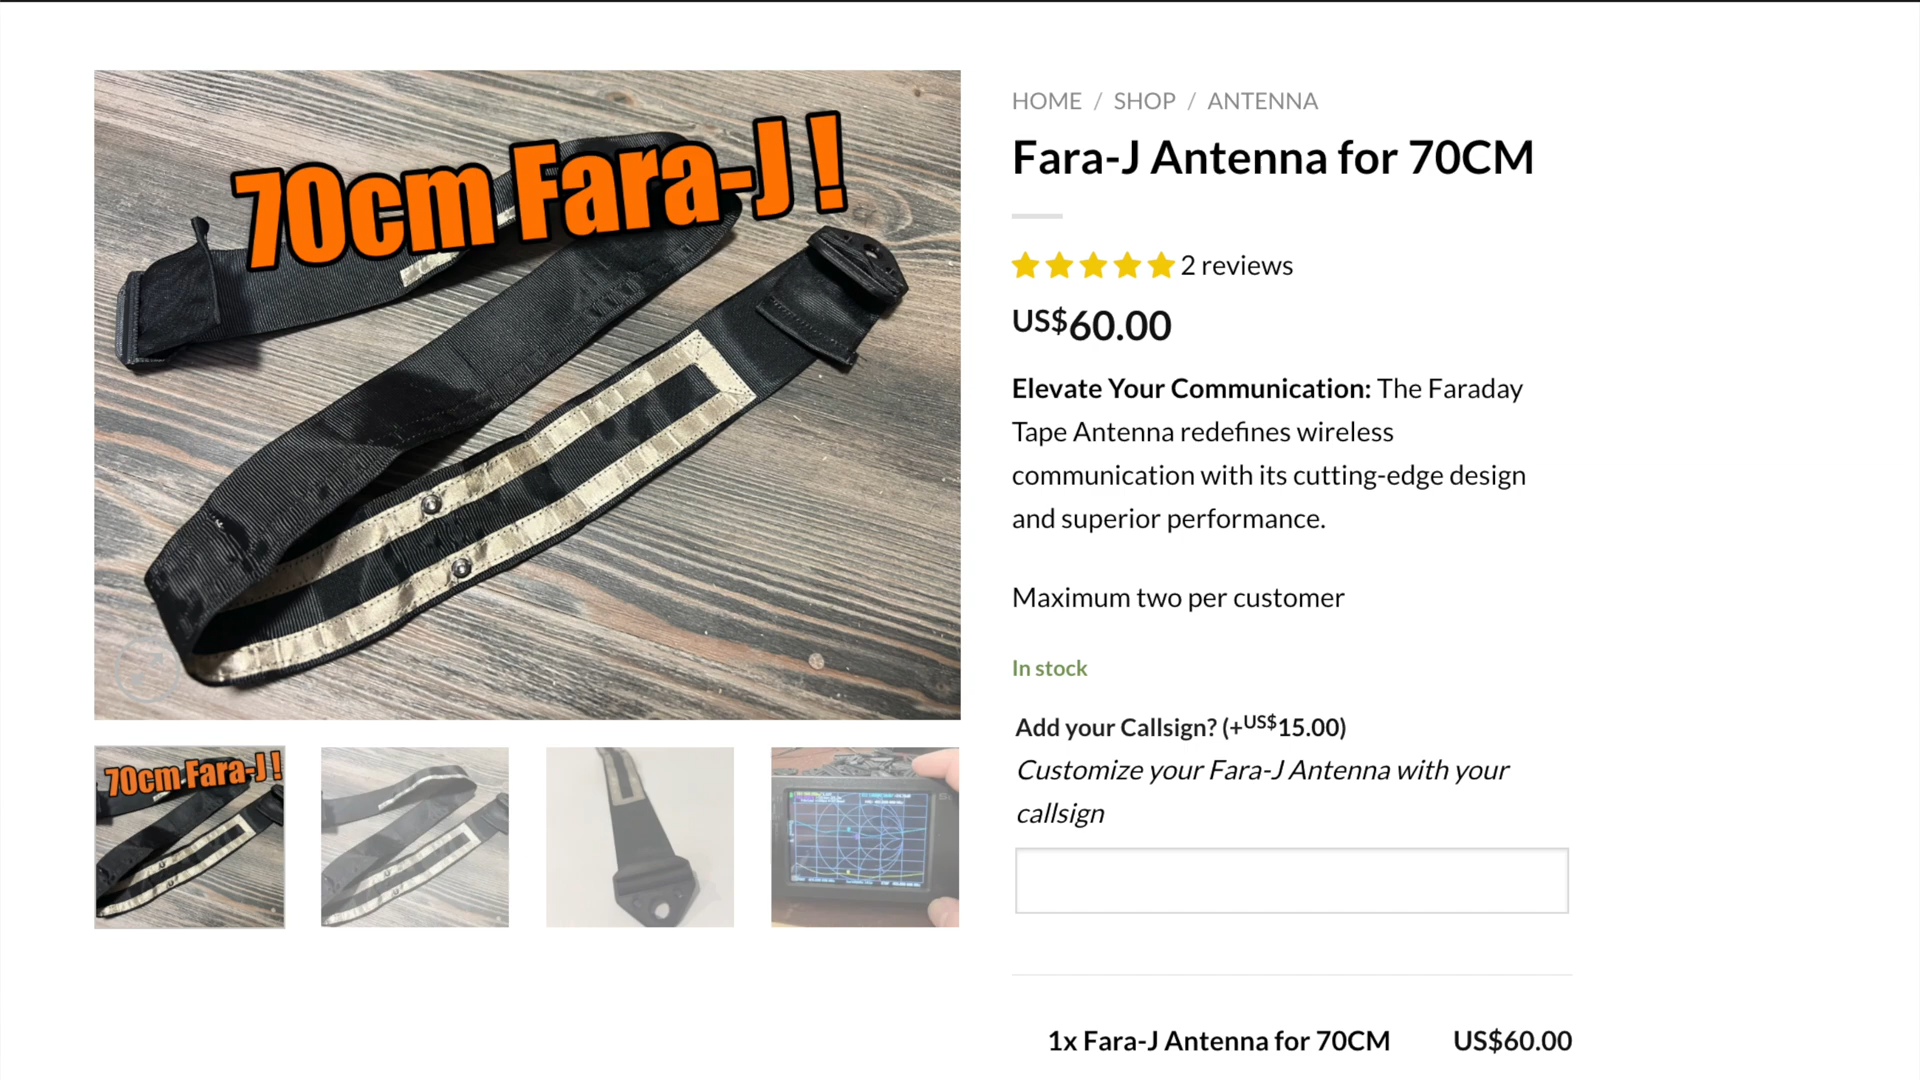 70cm Fara-J !
HOME / SHOP / ANTENNA
Fara-J Antenna for 70CM
2 reviews
US$60.00
Elevate Your Communication: The Faraday
Tape Antenna redefines wireless
communication with its cutting-edge design
and superior performance.
Maximum two per customer
In stock
Add your Callsign? (+US$15.00)
Customize your Fara-J Antenna with your
callsign
70cm Fara-J !
1x Fara-J Antenna for 70CM US$60.00